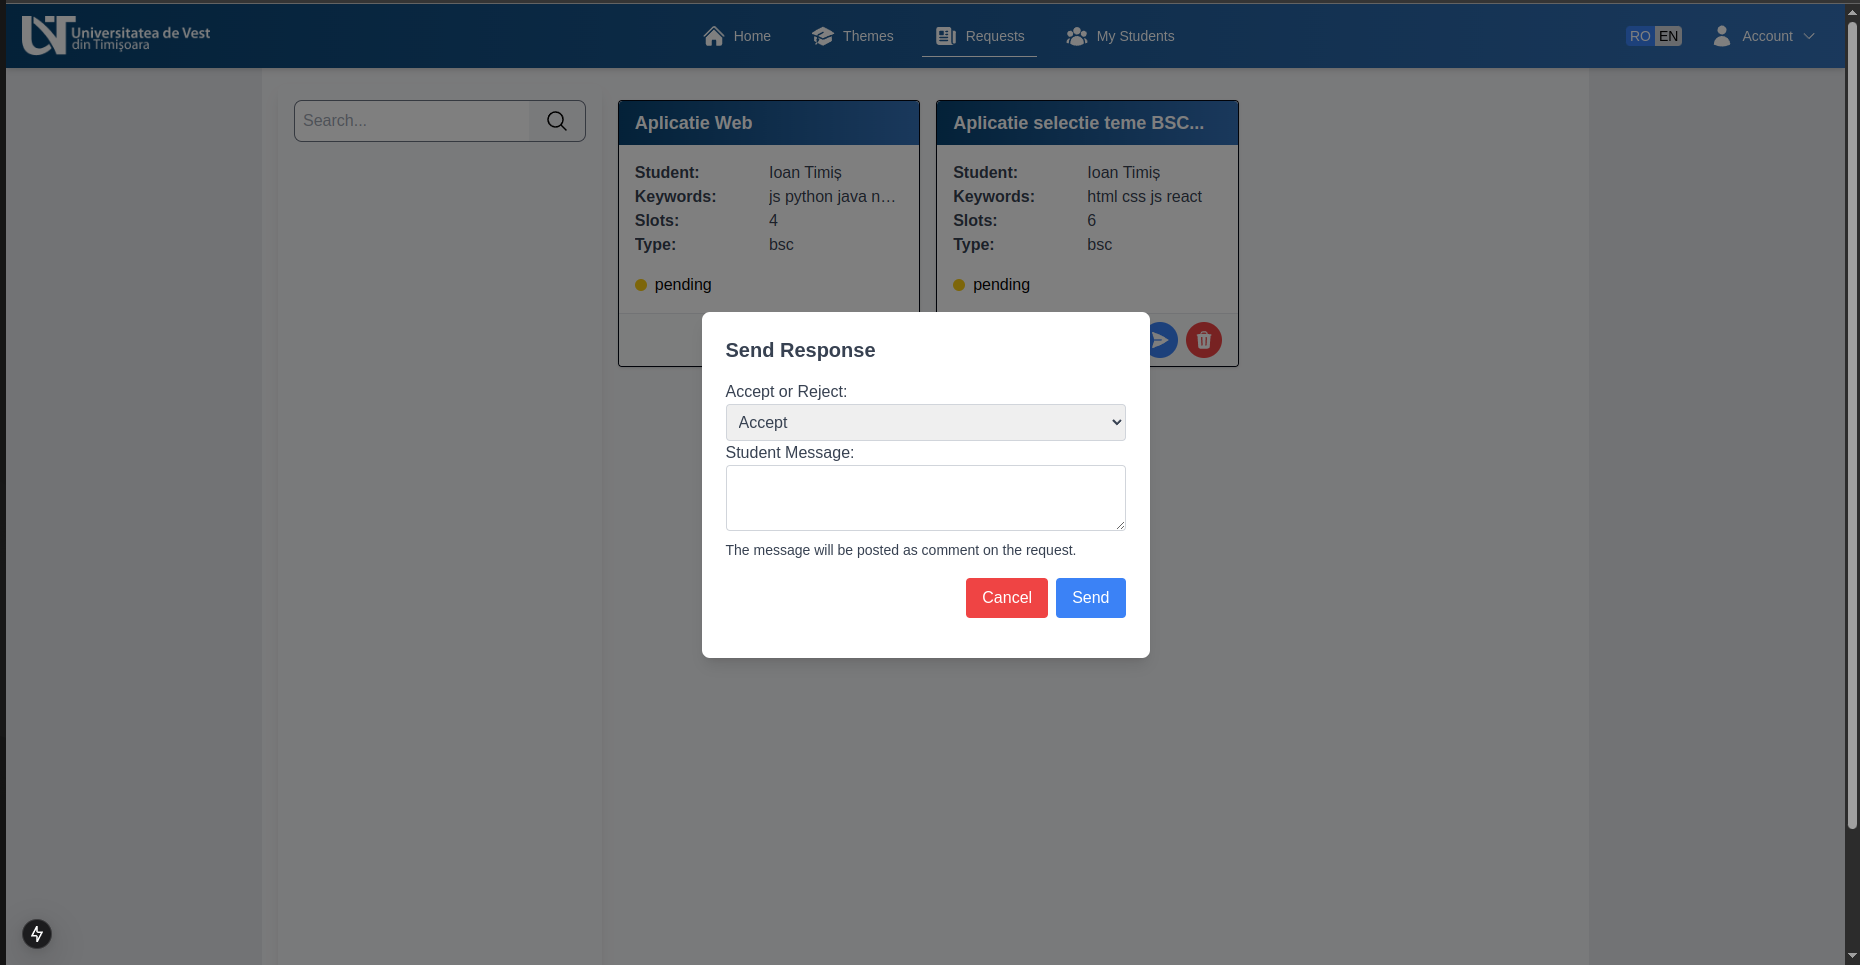 Universitatea de Vest
din Timișoara
Home
Themes
Requests
My Students
RO EN
Account
Search...
Aplicatie Web
Student: Ioan Timiș
Keywords: js python java n...
Slots: 4
Type: bsc
pending
Aplicatie selectie teme BSC...
Student: Ioan Timiș
Keywords: html css js react
Slots: 6
Type: bsc
pending
Send Response
Accept or Reject:
Accept
Student Message:
The message will be posted as comment on the request.
Cancel
Send